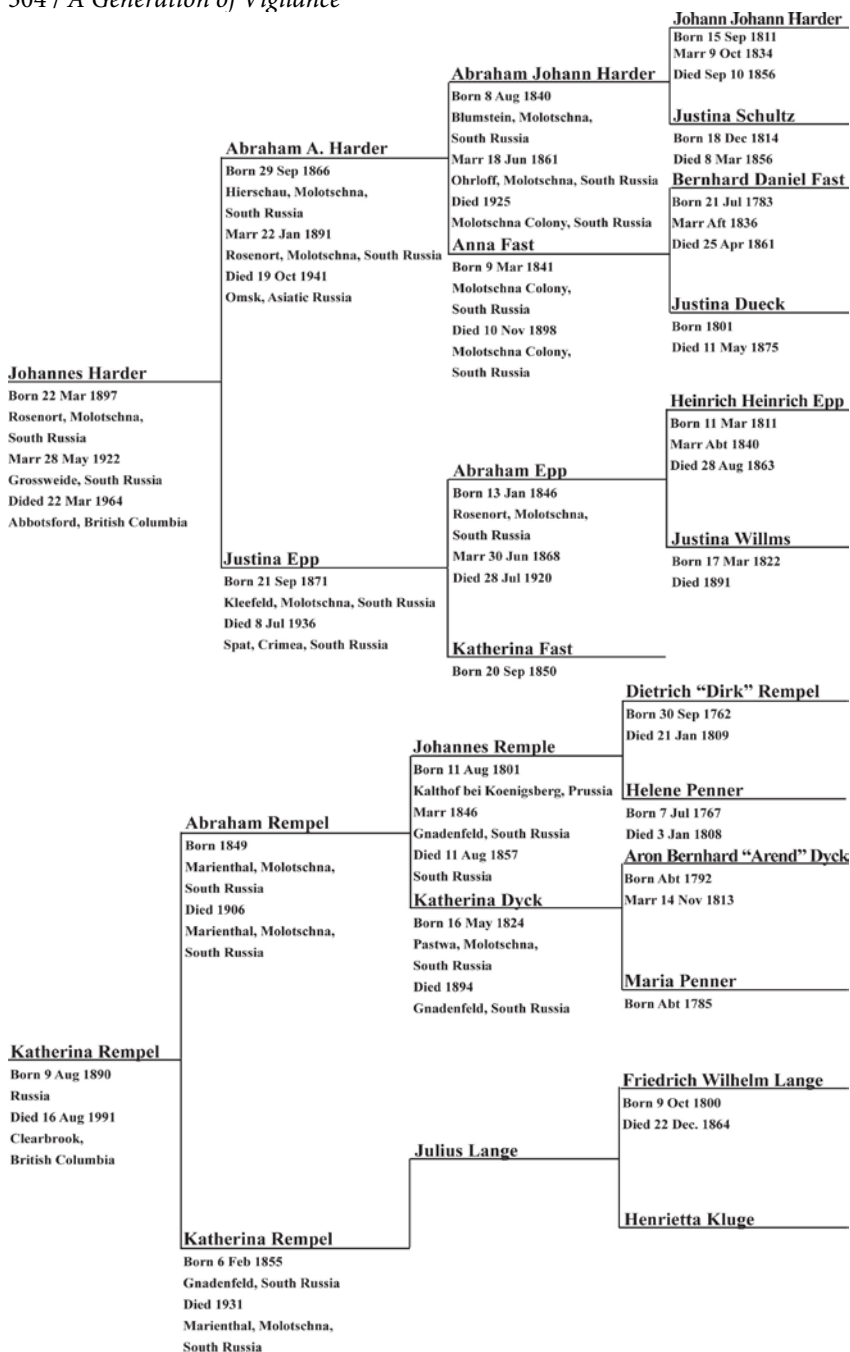 304 / A Generation of Vigilance
Johann Johann Harder
Born 15 Sep 1811
Marr 9 Oct 1834
Died Sep 10 1856
Abraham Johann Harder
Born 8 Aug 1840
Blumstein, Molotschna,
South Russia
Marr 18 Jun 1861
Ohrloff, Molotschna, South Russia
Died 1925
Molotschna Colony, South Russia
Justina Schultz
Born 18 Dec 1814
Died 8 Mar 1856
Abraham A. Harder
Born 29 Sep 1866
Hierschau, Molotschna,
South Russia
Marr 22 Jan 1891
Rosenort, Molotschna, South Russia
Died 19 Oct 1941
Omsk, Asiatic Russia
Bernhard Daniel Fast
Born 21 Jul 1783
Marr Aft 1836
Died 25 Apr 1861
Anna Fast
Born 9 Mar 1841
Molotschna Colony,
South Russia
Died 10 Nov 1898
Molotschna Colony,
South Russia
Justina Dueck
Born 1801
Died 11 May 1875
Johannes Harder
Born 22 Mar 1897
Rosenort, Molotschna,
South Russia
Marr 28 May 1922
Grossweide, South Russia
Dided 22 Mar 1964
Abbotsford, British Columbia
Heinrich Heinrich Epp
Born 11 Mar 1811
Marr Abt 1840
Died 28 Aug 1863
Abraham Epp
Born 13 Jan 1846
Rosenort, Molotschna,
South Russia
Marr 30 Jun 1868
Died 28 Jul 1920
Justina Willms
Born 17 Mar 1822
Died 1891
Justina Epp
Born 21 Sep 1871
Kleefeld, Molotschna, South Russia
Died 8 Jul 1936
Spat, Crimea, South Russia
Katherina Fast
Born 20 Sep 1850
Dietrich “Dirk” Rempel
Born 30 Sep 1762
Died 21 Jan 1809
Johannes Remple
Born 11 Aug 1801
Kalthof bei Koenigsberg, Prussia
Marr 1846
Gnadenfeld, South Russia
Died 11 Aug 1857
South Russia
Helene Penner
Born 7 Jul 1767
Died 3 Jan 1808
Abraham Rempel
Born 1849
Marienthal, Molotschna,
South Russia
Died 1906
Marienthal, Molotschna,
South Russia
Aron Bernhard “Arend” Dyck
Born Abt 1792
Marr 14 Nov 1813
Katherina Dyck
Born 16 May 1824
Pastwa, Molotschna,
South Russia
Died 1894
Gnadenfeld, South Russia
Maria Penner
Born Abt 1785
Katherina Rempel
Born 9 Aug 1890
Russia
Died 16 Aug 1991
Clearbrook,
British Columbia
Friedrich Wilhelm Lange
Born 9 Oct 1800
Died 22 Dec. 1864
Julius Lange
Henrietta Kluge
Katherina Rempel
Born 6 Feb 1855
Gnadenfeld, South Russia
Died 1931
Marienthal, Molotschna,
South Russia